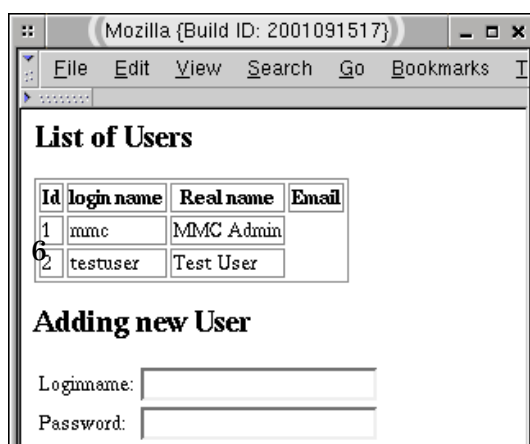 Mozilla {Build ID: 2001091517}
File Edit View Search Go Bookmarks T
List of Users
Id login name Real name Email
1 mmc MMC Admin
6
2 testuser Test User
Adding new User
Loginname:
Password: